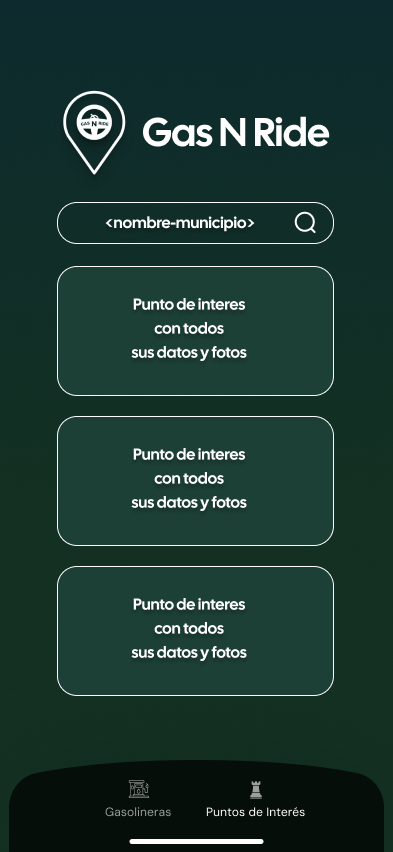 GAS N RIDE
Gas N Ride
<nombre-municipio>
Punto de interes
con todos
sus datos y fotos
Punto de interes
con todos
sus datos y fotos
Punto de interes
con todos
sus datos y fotos
Gasolineras
Puntos de Interés